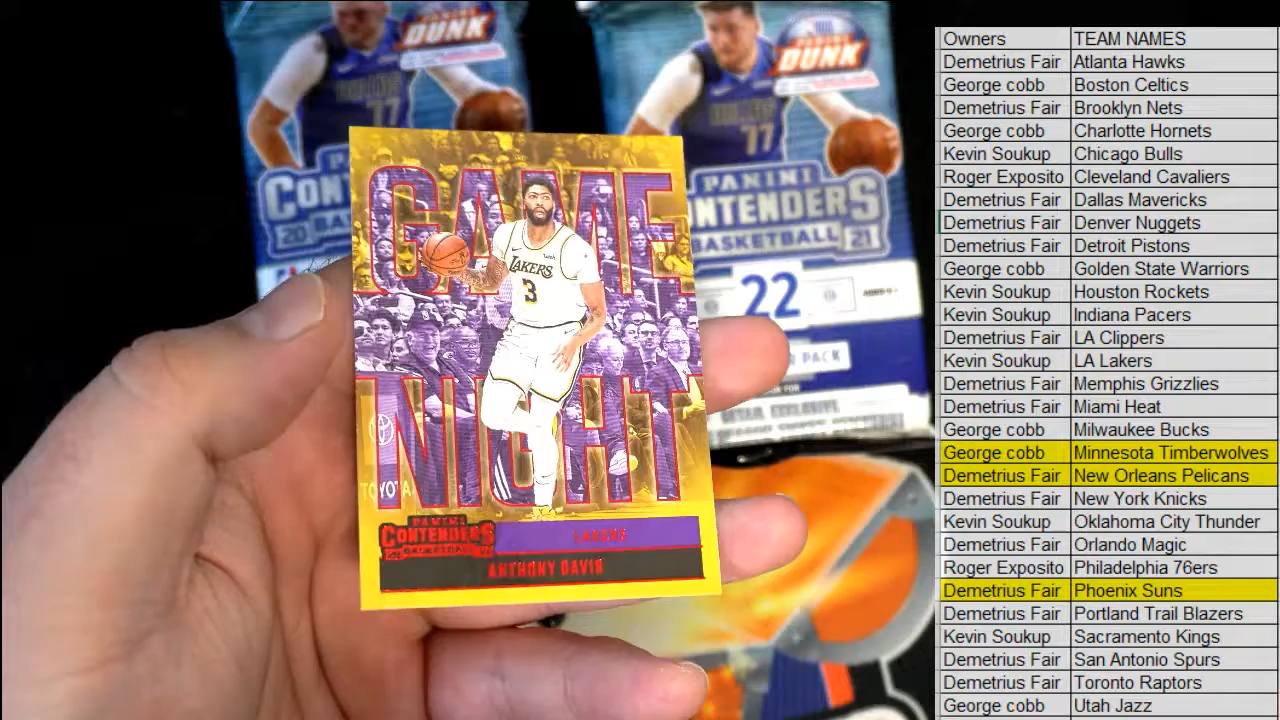 DUNK
PANINI
DUNK
77
77
PANINI
CONTENDERS
BASKETBALL 21
20
22
PACK
GAME
LAKERS
3
NIGHT
TOYOTA
PANINI
CONTENDERS
BASKETBALL
LAKERS
ANTHONY DAVIS
Owners TEAM NAMES
Demetrius Fair Atlanta Hawks
George cobb Boston Celtics
Demetrius Fair Brooklyn Nets
George cobb Charlotte Hornets
Kevin Soukup Chicago Bulls
Roger Exposito Cleveland Cavaliers
Demetrius Fair Dallas Mavericks
Demetrius Fair Denver Nuggets
Demetrius Fair Detroit Pistons
George cobb Golden State Warriors
Kevin Soukup Houston Rockets
Kevin Soukup Indiana Pacers
Demetrius Fair LA Clippers
Kevin Soukup LA Lakers
Demetrius Fair Memphis Grizzlies
Demetrius Fair Miami Heat
George cobb Milwaukee Bucks
George cobb Minnesota Timberwolves
Demetrius Fair New Orleans Pelicans
Demetrius Fair New York Knicks
Kevin Soukup Oklahoma City Thunder
Demetrius Fair Orlando Magic
Roger Exposito Philadelphia 76ers
Demetrius Fair Phoenix Suns
Demetrius Fair Portland Trail Blazers
Kevin Soukup Sacramento Kings
Demetrius Fair San Antonio Spurs
Demetrius Fair Toronto Raptors
George cobb Utah Jazz